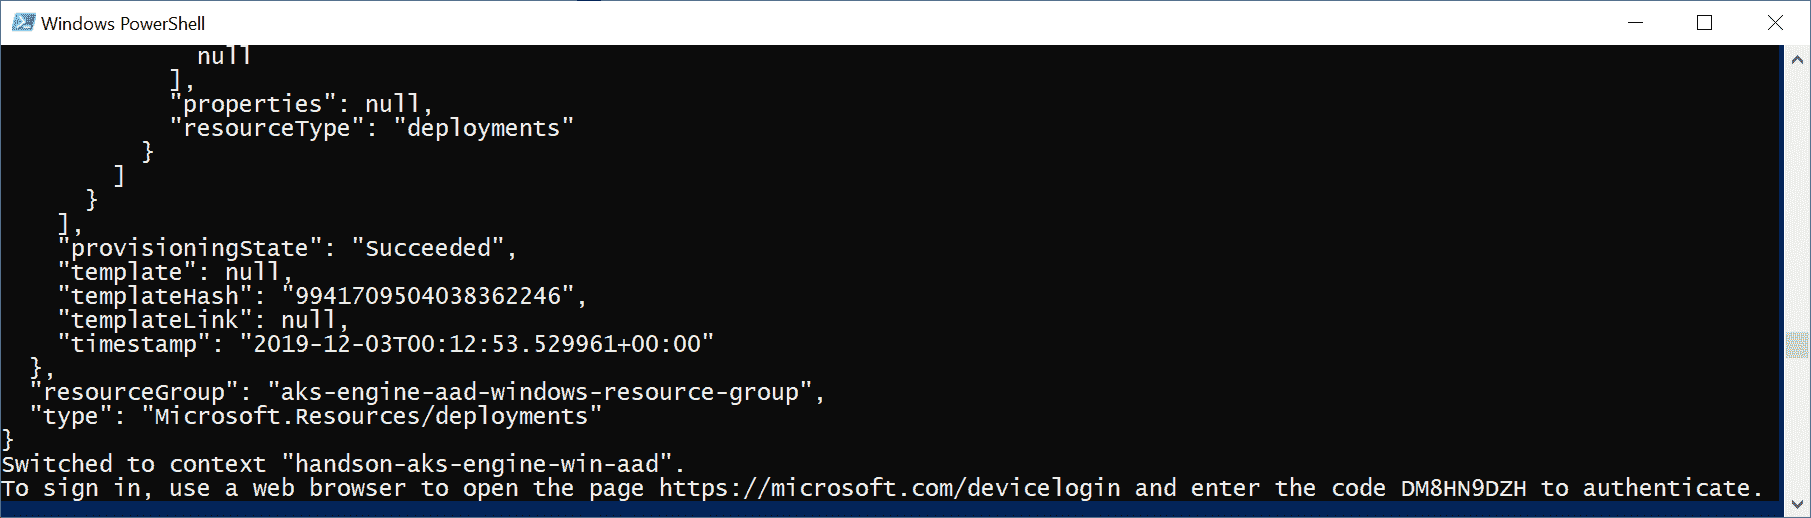 Windows PowerShell
null
],
"properties": null,
"resourceType": "deployments"
}
]
}
],
"provisioningState": "Succeeded",
"template": null,
"templateHash": "9941709504038362246",
"templateLink": null,
"timestamp": "2019-12-03T00:12:53.529961+00:00"
},
"resourceGroup": "aks-engine-aad-windows-resource-group",
"type": "Microsoft.Resources/deployments"
}
Switched to context "handson-aks-engine-win-aad".
To sign in, use a web browser to open the page https://microsoft.com/devicelogin and enter the code DM8HN9DZH to authenticate.